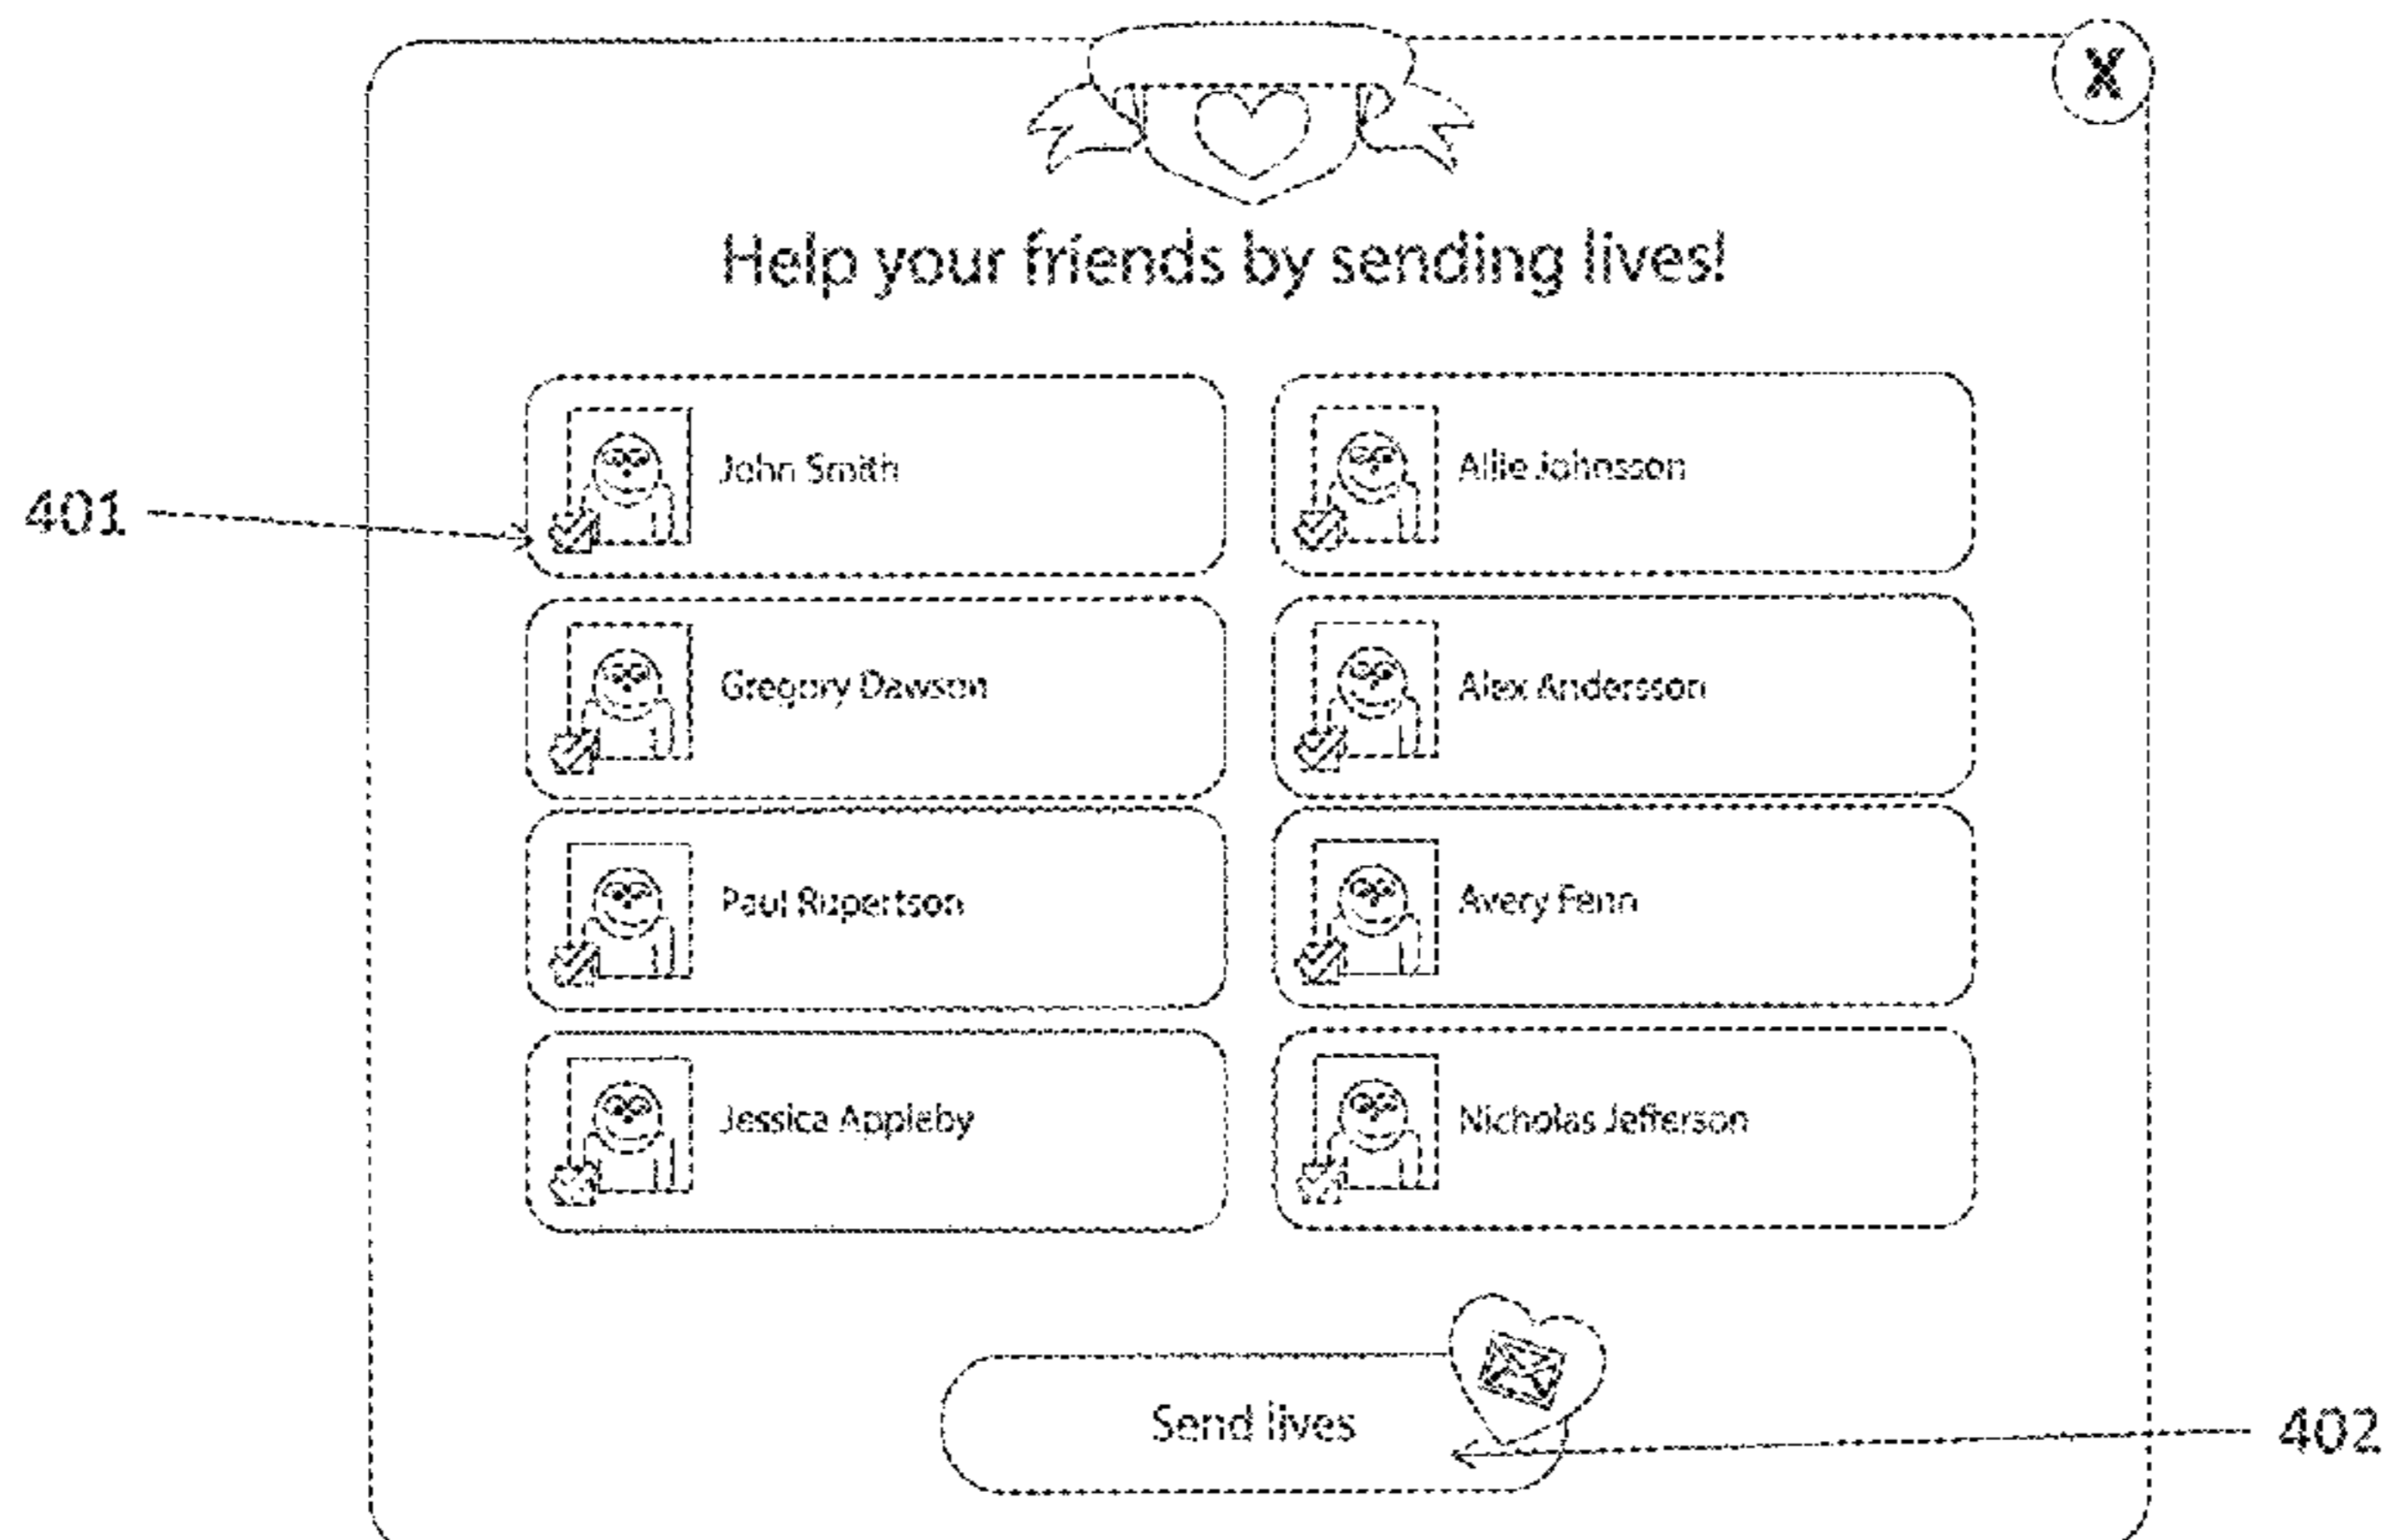 X
Help your friends by sending lives!
John Smith
Allie Johnsson
401
Gregory Dawson
Alex Andersson
Paul Rupertson
Avery Fenn
Jessica Appleby
Nicholas Jefferson
Send lives
402